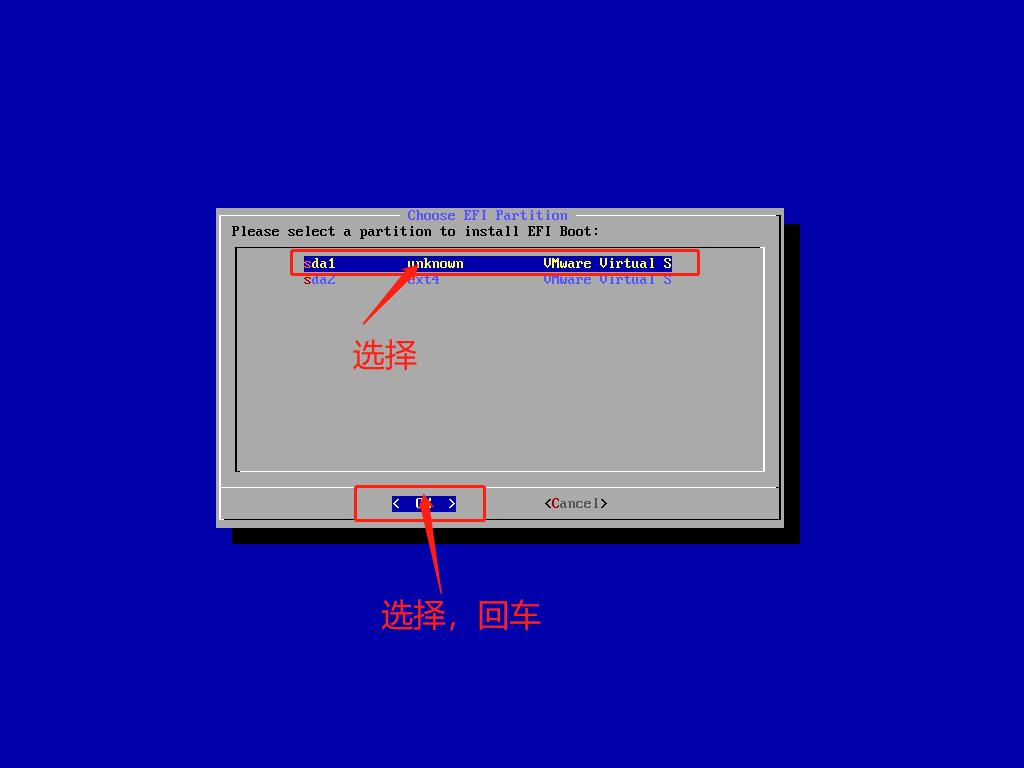 Choose EFI Partition
Please select a partition to install EFI Boot:
sda1 unknown VMware Virtual S
sda2 ext4 VMware Virtual S
选择
< OK > <Cancel>
选择，回车